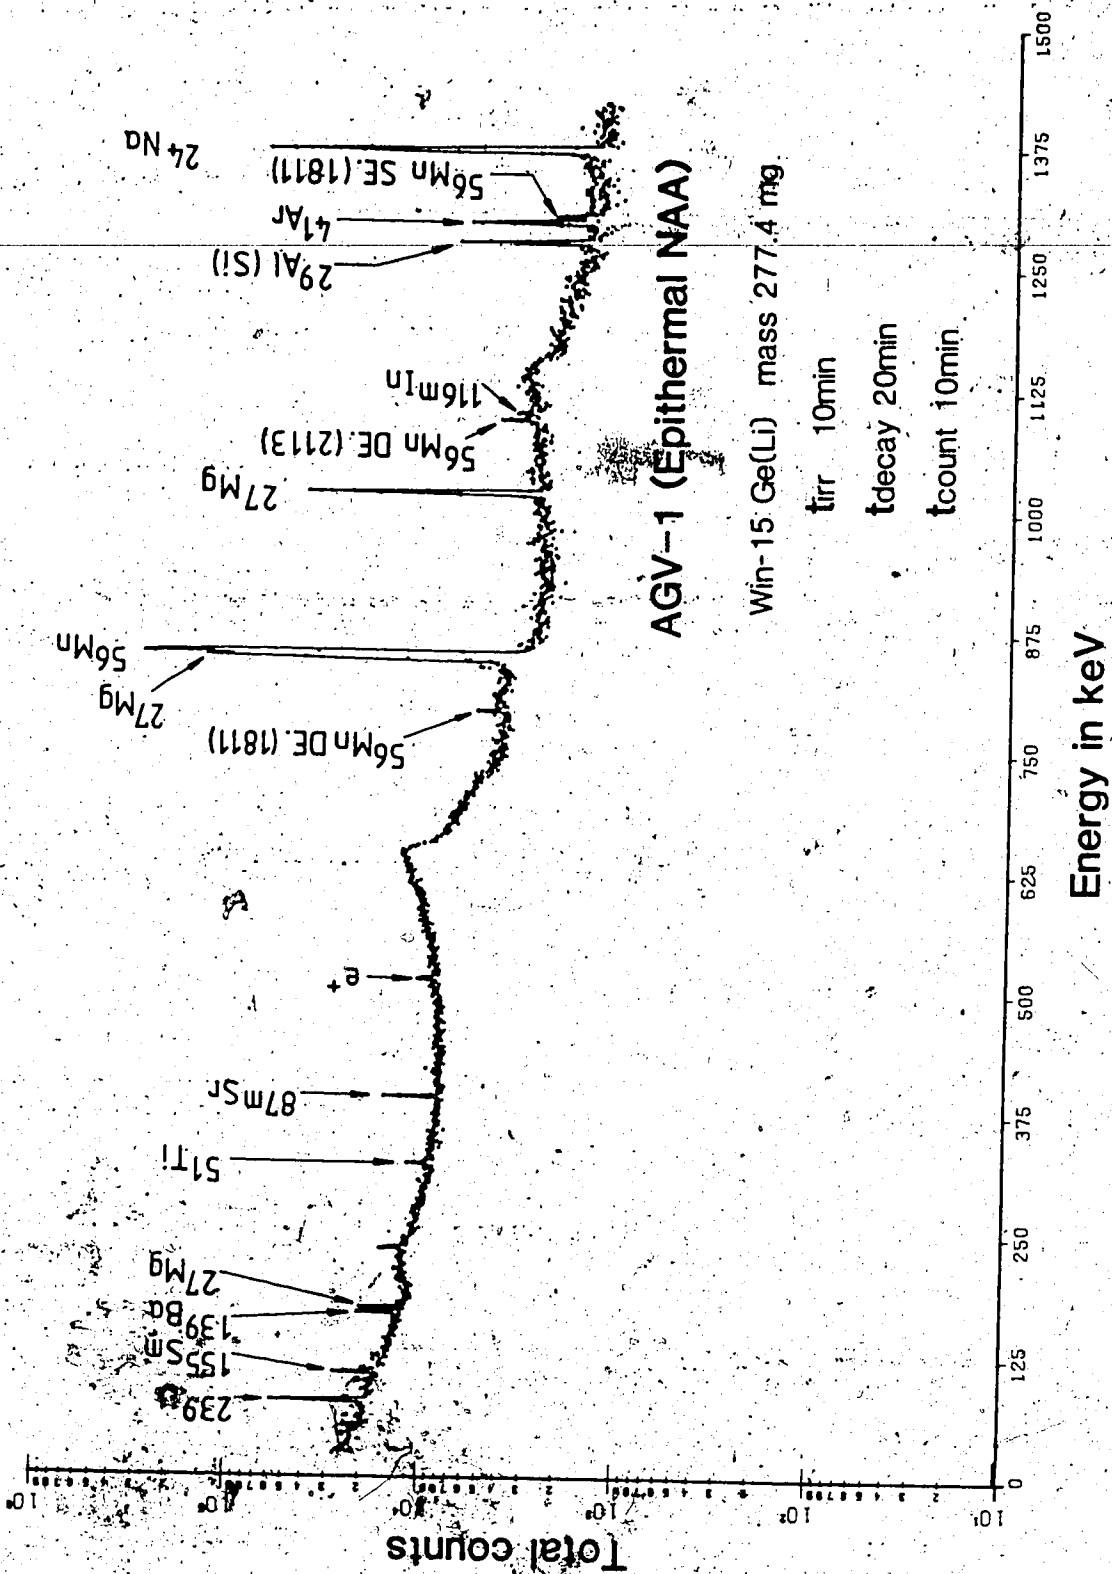 Total counts
10¹
10²
10³
239
155Sm
139Ba
27Mg
51Ti
87mSr
e⁺
56Mn DE.(1811)
27Mg
56Mn
27Mg
56Mn DE.(2113)
116mIn
29Al (Si)
41Ar
56Mn SE.(1811)
24Na
AGV-1 (Epithermal NAA)
Win-15: Ge(Li) mass 277.4 mg.
tirr 10min
tdecay 20min
tcount 10min
0 125 250 375 500 625 750 875 1000 1125 1250 1375 1500
Energy in keV